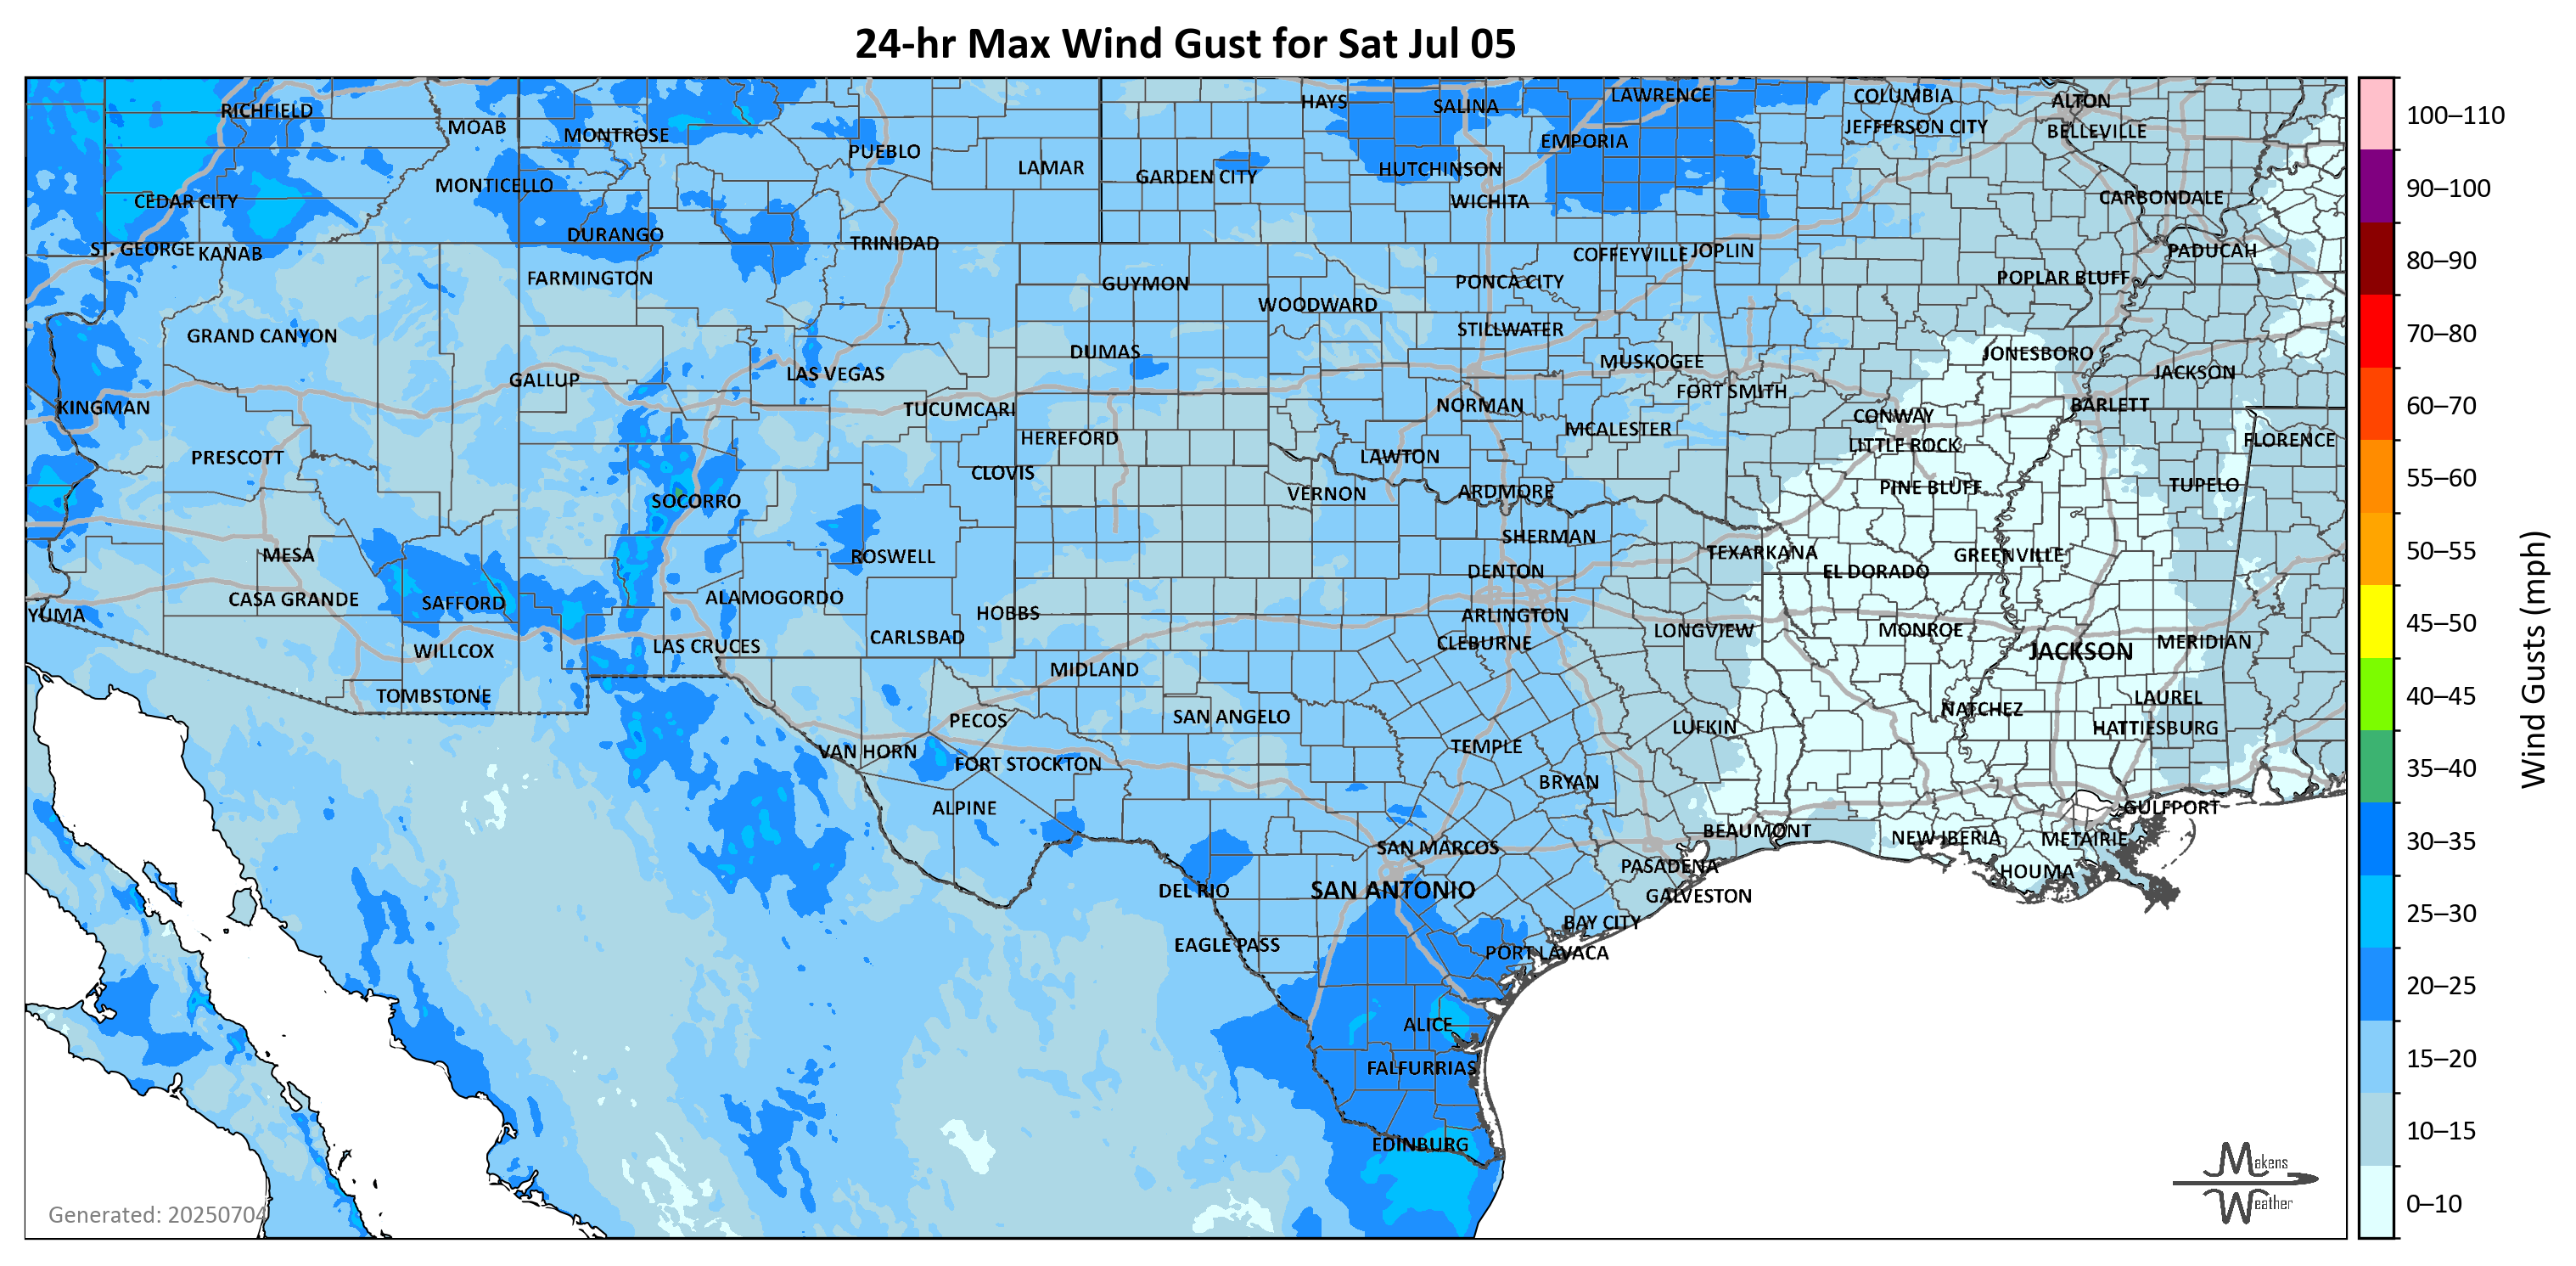 24-hr Max Wind Gust for Sat Jul 05
RICHFIELD
MOAB
MONTROSE
PUEBLO
LAMAR
HAYS
SALINA
LAWRENCE
COLUMBIA
ALTON
JEFFERSON CITY
BELLEVILLE
EMPORIA
GARDEN CITY
HUTCHINSON
MONTICELLO
CEDAR CITY
WICHITA
CARBONDALE
DURANGO
TRINIDAD
ST. GEORGE
KANAB
COFFEYVILLE
JOPLIN
PADUCAH
FARMINGTON
GUYMON
PONCA CITY
POPLAR BLUFF
WOODWARD
GRAND CANYON
STILLWATER
DUMAS
MUSKOGEE
JONESBORO
GALLUP
LAS VEGAS
FORT SMITH
JACKSON
KINGMAN
TUCUMCARI
NORMAN
CONWAY
BARLETT
HEREFORD
MCALESTER
LITTLE ROCK
FLORENCE
PRESCOTT
CLOVIS
LAWTON
SOCORRO
VERNON
ARDMORE
PINE BLUFF
TUPELO
MESA
ROSWELL
SHERMAN
TEXARKANA
GREENVILLE
DENTON
EL DORADO
CASA GRANDE
SAFFORD
ALAMOGORDO
HOBBS
ARLINGTON
YUMA
CARLSBAD
CLEBURNE
LONGVIEW
MONROE
MERIDIAN
WILLCOX
LAS CRUCES
MIDLAND
JACKSON
TOMBSTONE
PECOS
SAN ANGELO
LUFKIN
NATCHEZ
LAUREL
HATTIESBURG
VAN HORN
FORT STOCKTON
TEMPLE
BRYAN
ALPINE
GULFPORT
BEAUMONT
NEW IBERIA
METAIRIE
SAN MARCOS
PASADENA
HOUMA
DEL RIO
SAN ANTONIO
GALVESTON
BAY CITY
EAGLE PASS
PORT LAVACA
ALICE
FALFURRIAS
EDINBURG
Generated: 20250704
Makens
Weather
100–110
90–100
80–90
70–80
60–70
55–60
50–55
45–50
40–45
35–40
30–35
25–30
20–25
15–20
10–15
0–10
Wind Gusts (mph)